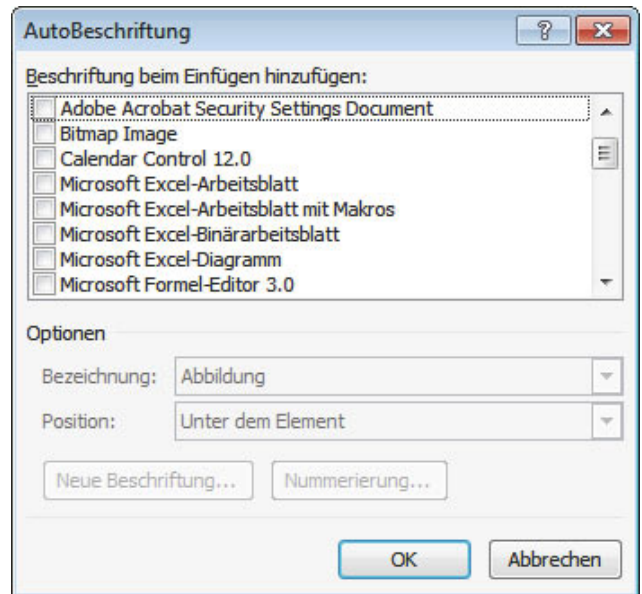 AutoBeschriftung
Beschriftung beim Einfügen hinzufügen:
Adobe Acrobat Security Settings Document
Bitmap Image
Calendar Control 12.0
Microsoft Excel-Arbeitsblatt
Microsoft Excel-Arbeitsblatt mit Makros
Microsoft Excel-Binärarbeitsblatt
Microsoft Excel-Diagramm
Microsoft Formel-Editor 3.0
Optionen
Bezeichnung: Abbildung
Position: Unter dem Element
Neue Beschriftung... Nummerierung...
OK Abbrechen